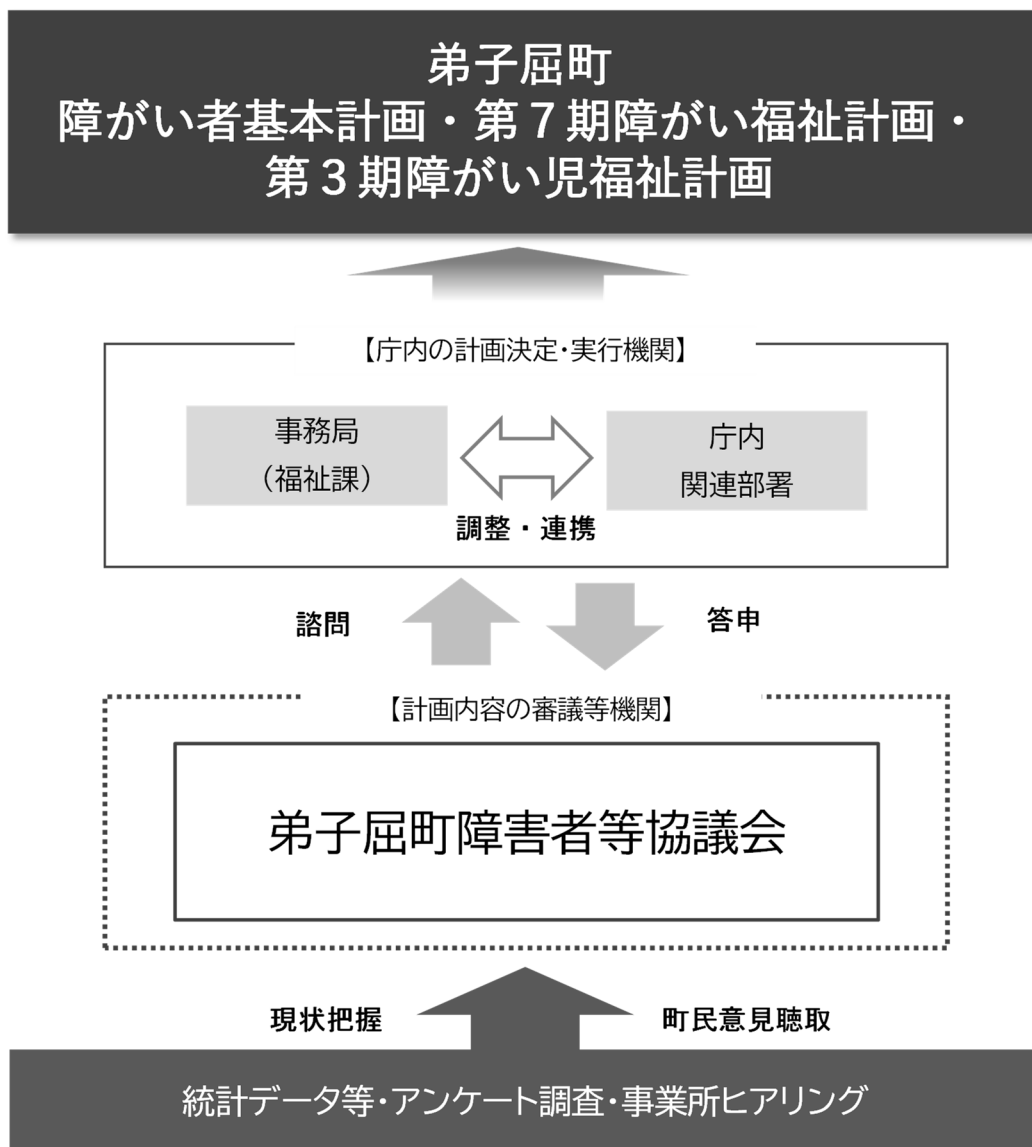 弟子屈町
障がい者基本計画・第７期障がい福祉計画・
第３期障がい児福祉計画
【庁内の計画決定・実行機関】
事務局
（福祉課）
庁内
関連部署
調整・連携
諮問
答申
【計画内容の審議等機関】
弟子屈町障害者等協議会
現状把握
町民意見聴取
統計データ等・アンケート調査・事業所ヒアリング